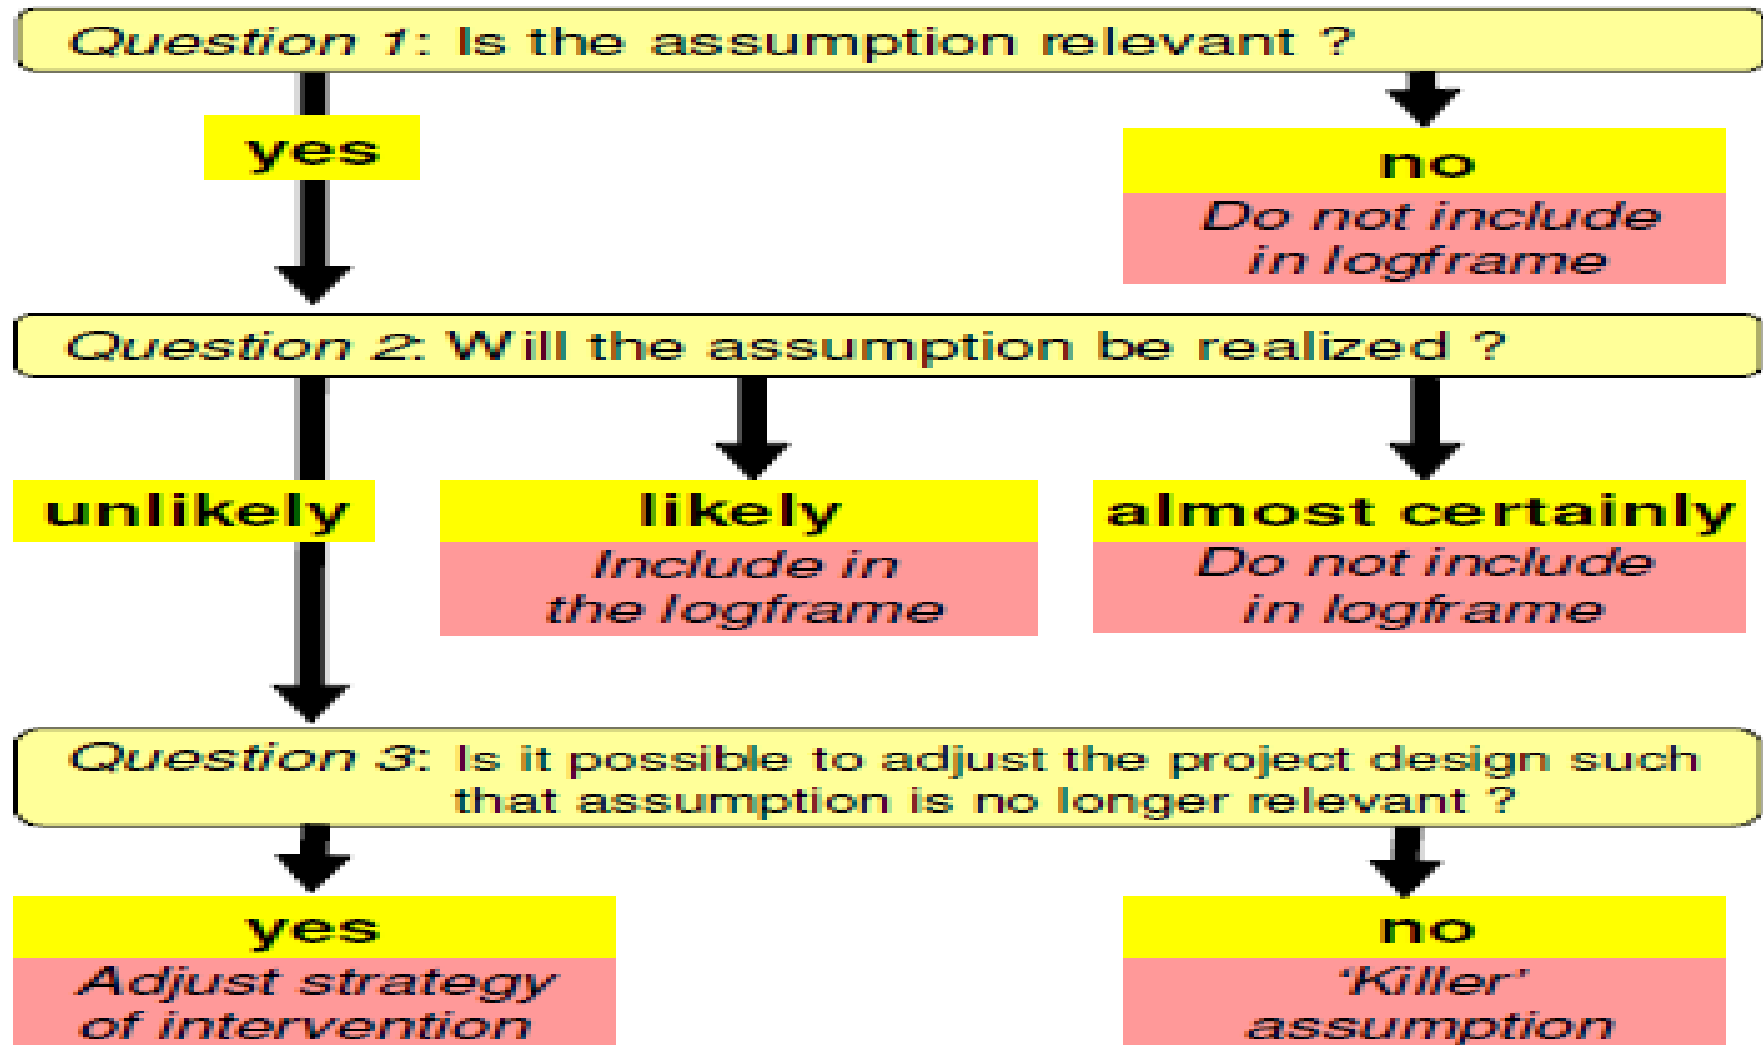 Question 1: Is the assumption relevant ?
yes
no
Do not include
in logframe
Question 2: Will the assumption be realized ?
unlikely
likely
almost certainly
Include in
the logframe
Do not include
in logframe
Question 3: Is it possible to adjust the project design such
that assumption is no longer relevant ?
yes
no
Adjust strategy
of intervention
'Killer'
assumption